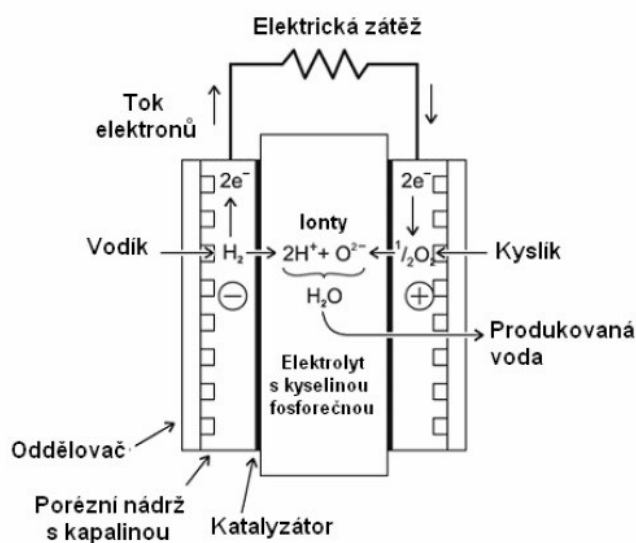 Elektrická zátěž
Tok
elektronů
2e⁻
2e⁻
Ionty
Vodík
H₂
2H⁺ + O²⁻
¹/₂O₂
Kyslík
H₂O
Produkovaná
voda
Elektrolyt
s kyselinou
fosforečnou
Oddělovač
Porézní nádrž
s kapalinou
Katalyzátor